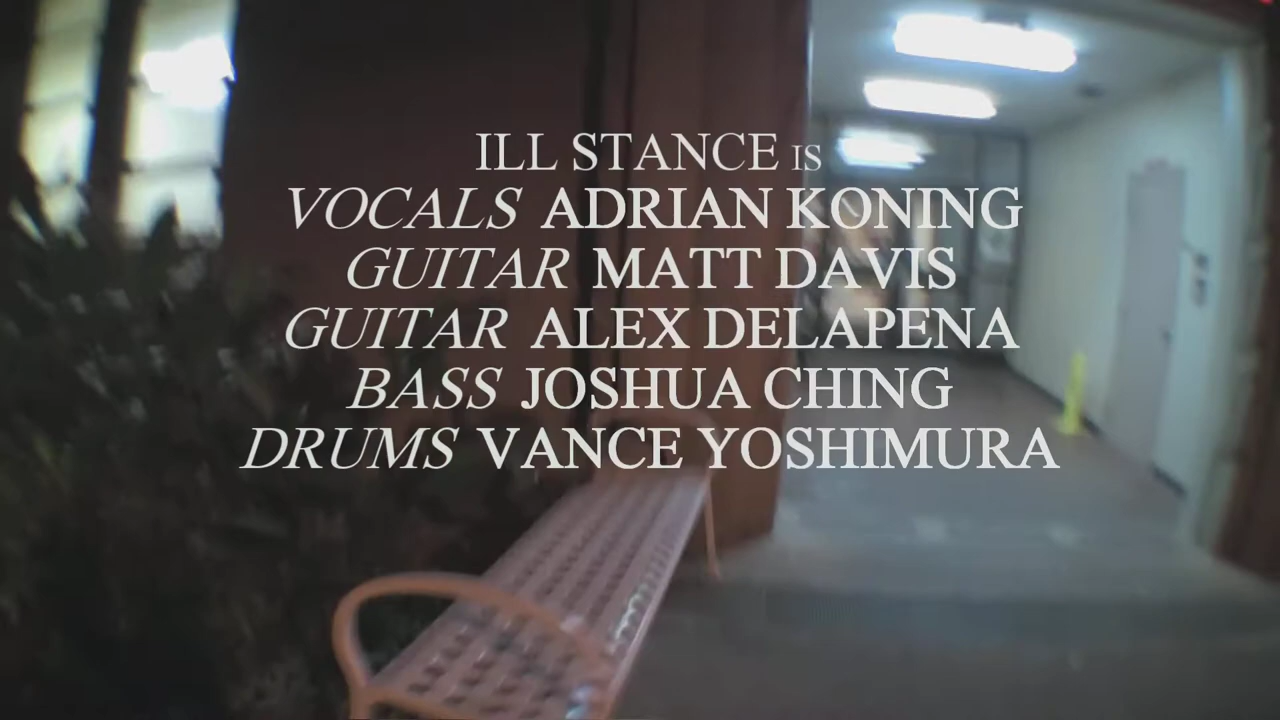 ILL STANCE IS
VOCALS ADRIAN KONING
GUITAR MATT DAVIS
GUITAR ALEX DELAPENA
BASS JOSHUA CHING
DRUMS VANCE YOSHIMURA